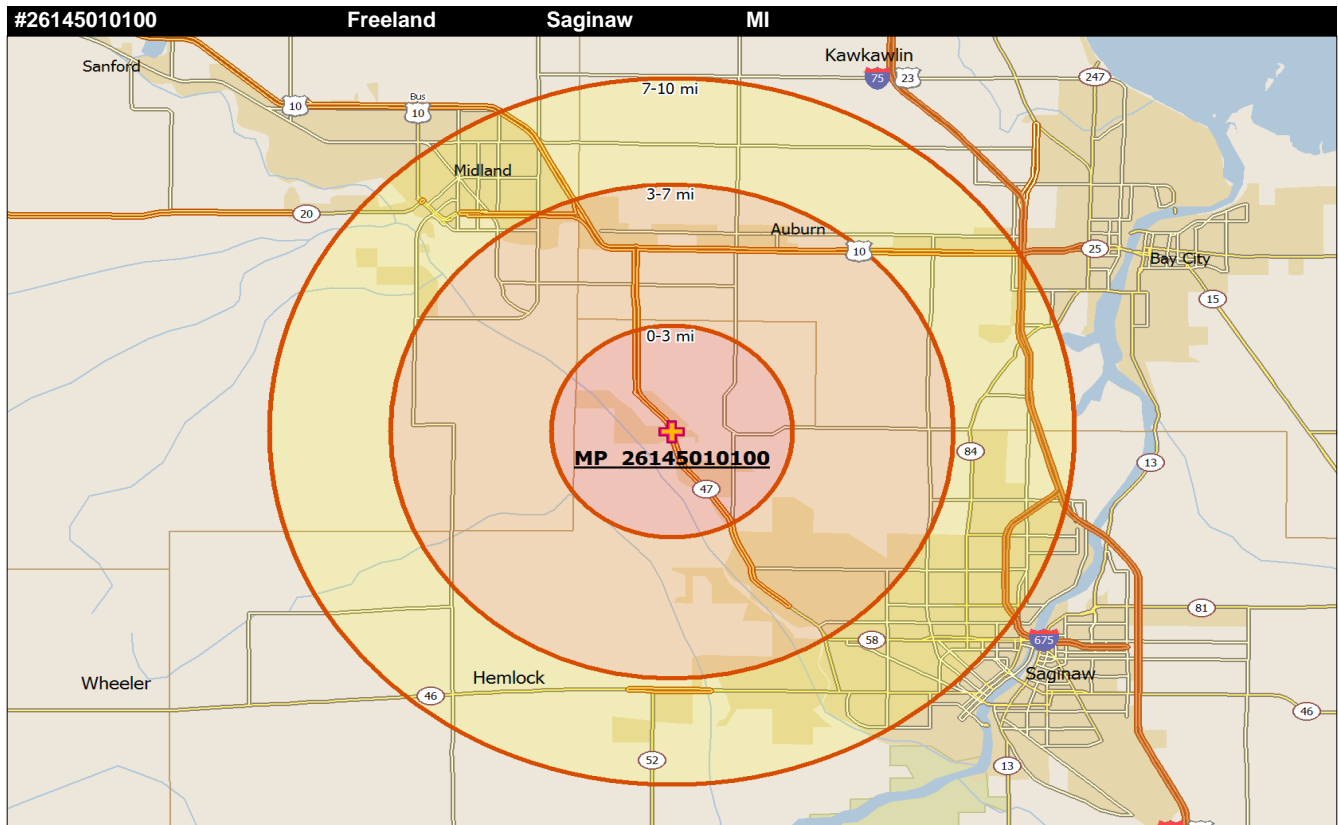 #26145010100 Freeland Saginaw MI
Kawkawlin
Sanford
75 23 247
7-10 mi
Bus
10 10
Midland
3-7 mi
20
Auburn
10 25
Bay City
15
0-3 mi
MP 26145010100
84
13
47
81
58
675
Wheeler
Hemlock
Saginaw
46
46
52
13